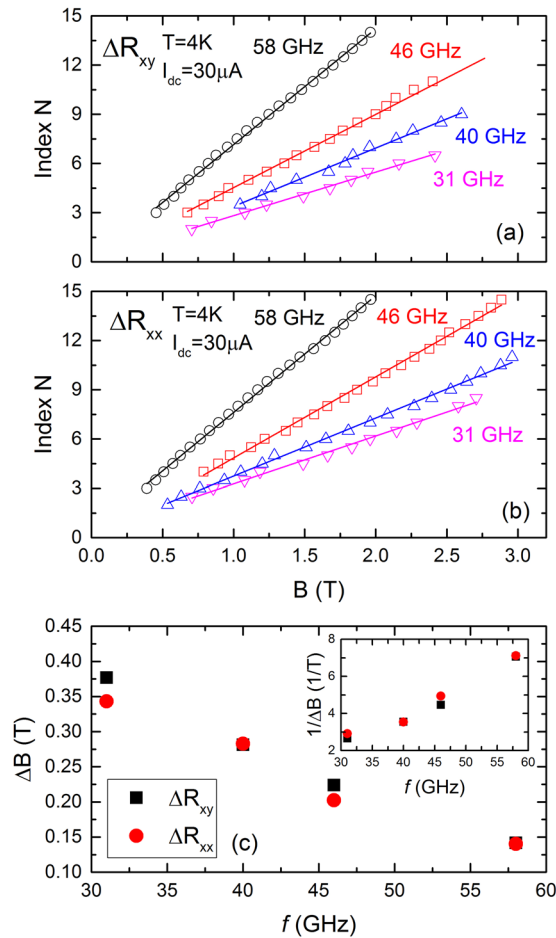 15
12
9
6
3
0
Index N
ΔRxy
T=4K
Idc=30μA
58 GHz
46 GHz
40 GHz
31 GHz
(a)
15
12
9
6
3
0
Index N
ΔRxx
T=4K
Idc=30μA
58 GHz
46 GHz
40 GHz
31 GHz
(b)
0.0 0.5 1.0 1.5 2.0 2.5 3.0
B (T)
0.45
0.40
0.35
0.30
0.25
0.20
0.15
0.10
ΔB (T)
8
6
4
2
1/ΔB (1/T)
30 35 40 45 50 55 60
f (GHz)
ΔRxy
ΔRxx
(c)
30 35 40 45 50 55 60
f (GHz)